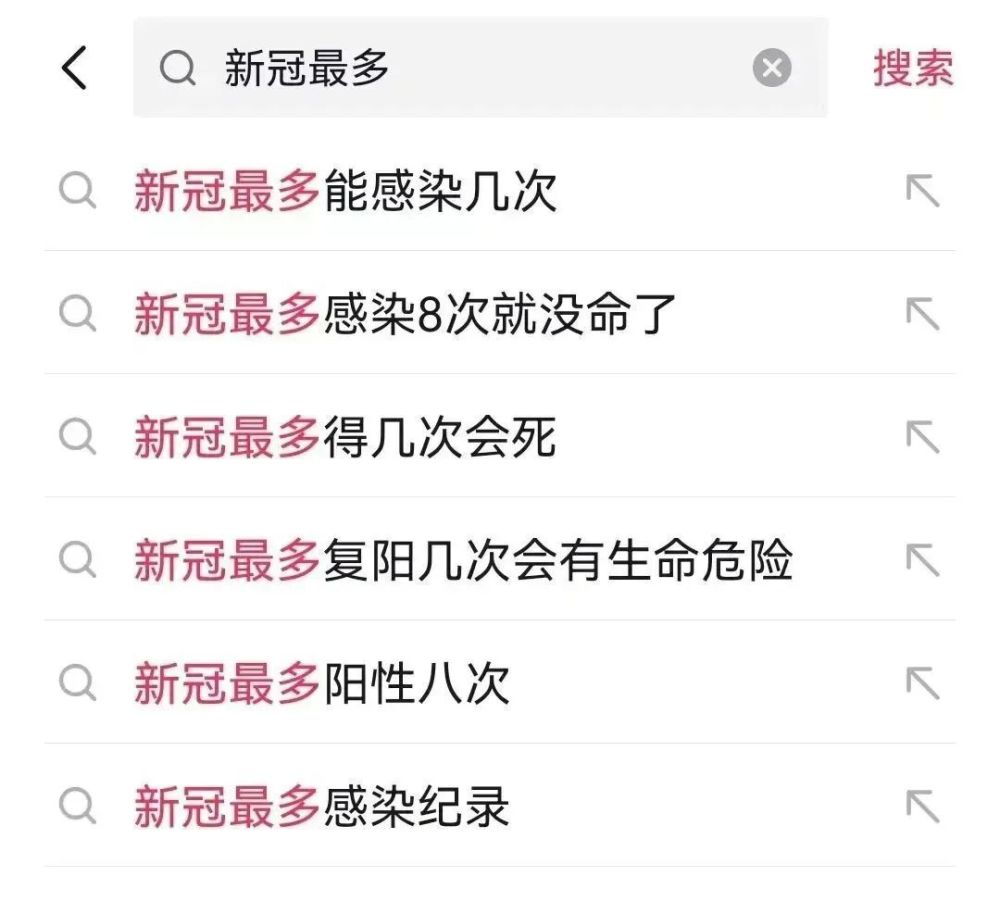 新冠最多 搜索
新冠最多能感染几次
新冠最多感染8次就没命了
新冠最多得几次会死
新冠最多复阳几次会有生命危险
新冠最多阳性八次
新冠最多感染纪录